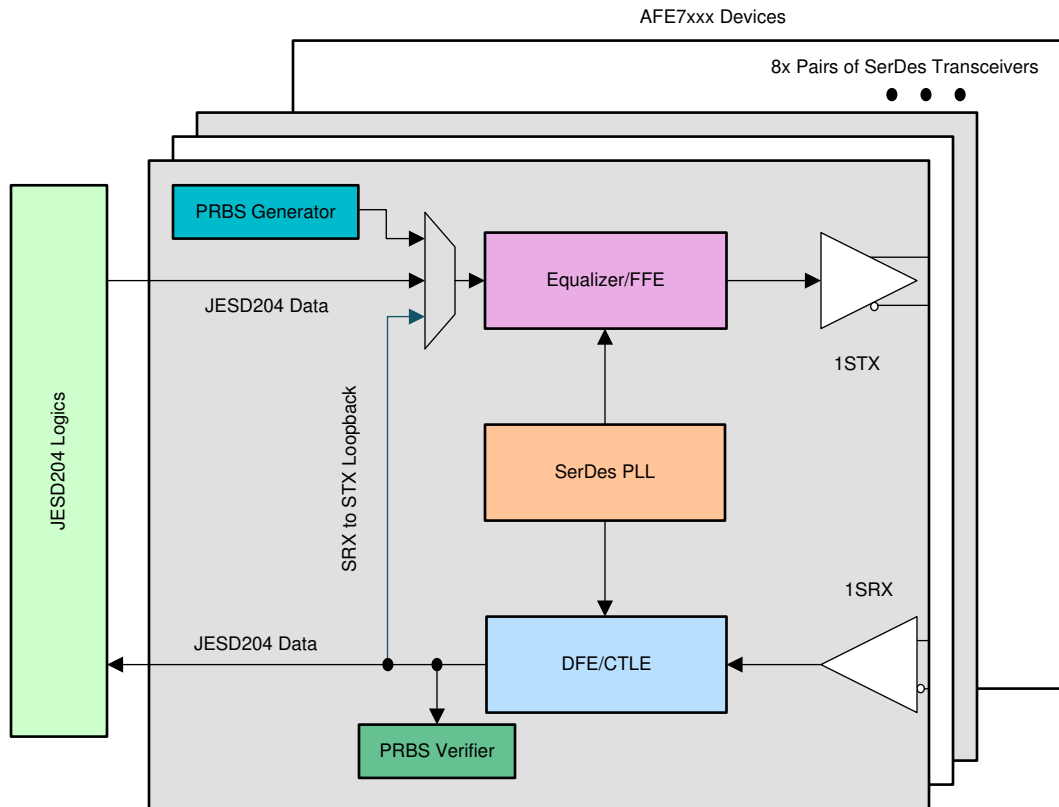 AFE7xxx Devices
8x Pairs of SerDes Transceivers
PRBS Generator
Equalizer/FFE
JESD204 Data
1STX
JESD204 Logics
SRX to STX Loopback
SerDes PLL
1SRX
JESD204 Data
DFE/CTLE
PRBS Verifier